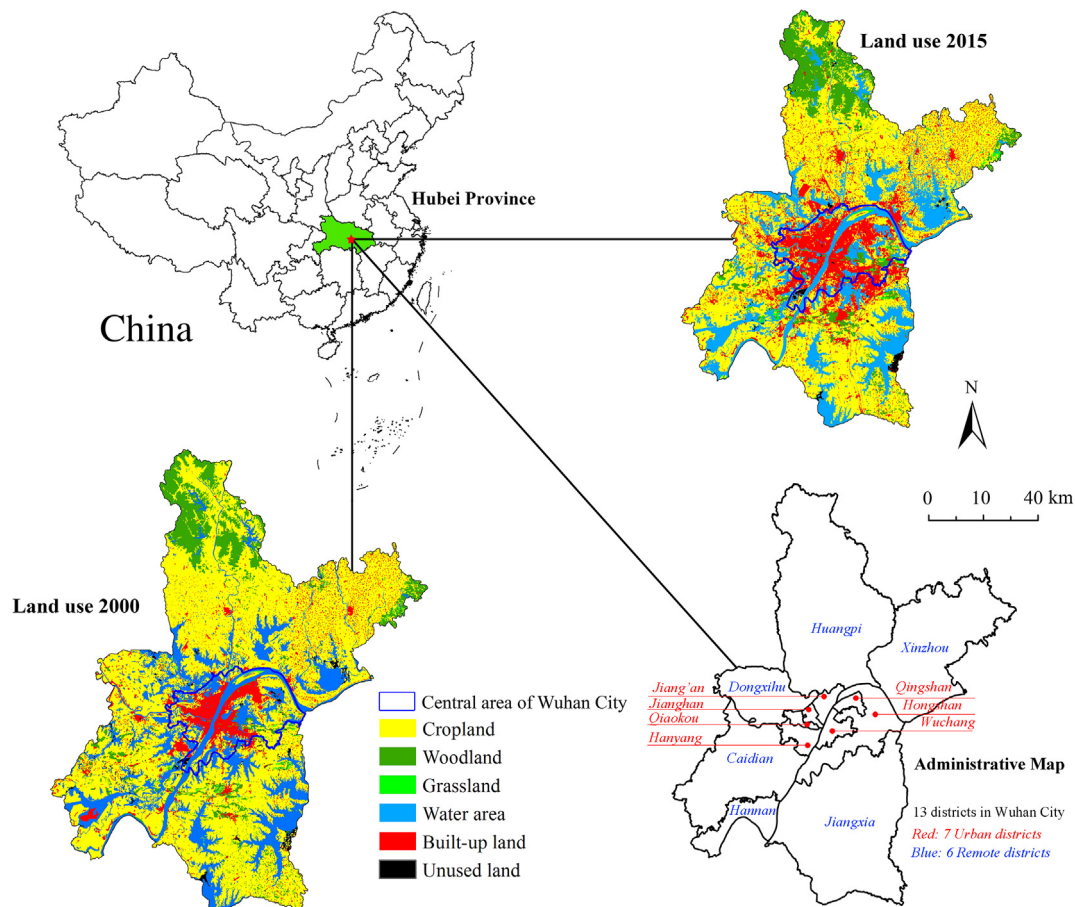 Land use 2015
Hubei Province
China
N
0 10 40 km
Land use 2000
Central area of Wuhan City
Cropland
Woodland
Grassland
Water area
Built-up land
Unused land
Huangpi
Xinzhou
Jiang'an
Dongxihu
Qingshan
Jianghan
Hongshan
Qiaokou
Wuchang
Hanyang
Caidian
Administrative Map
Hannan
Jiangxia
13 districts in Wuhan City
Red: 7 Urban districts
Blue: 6 Remote districts